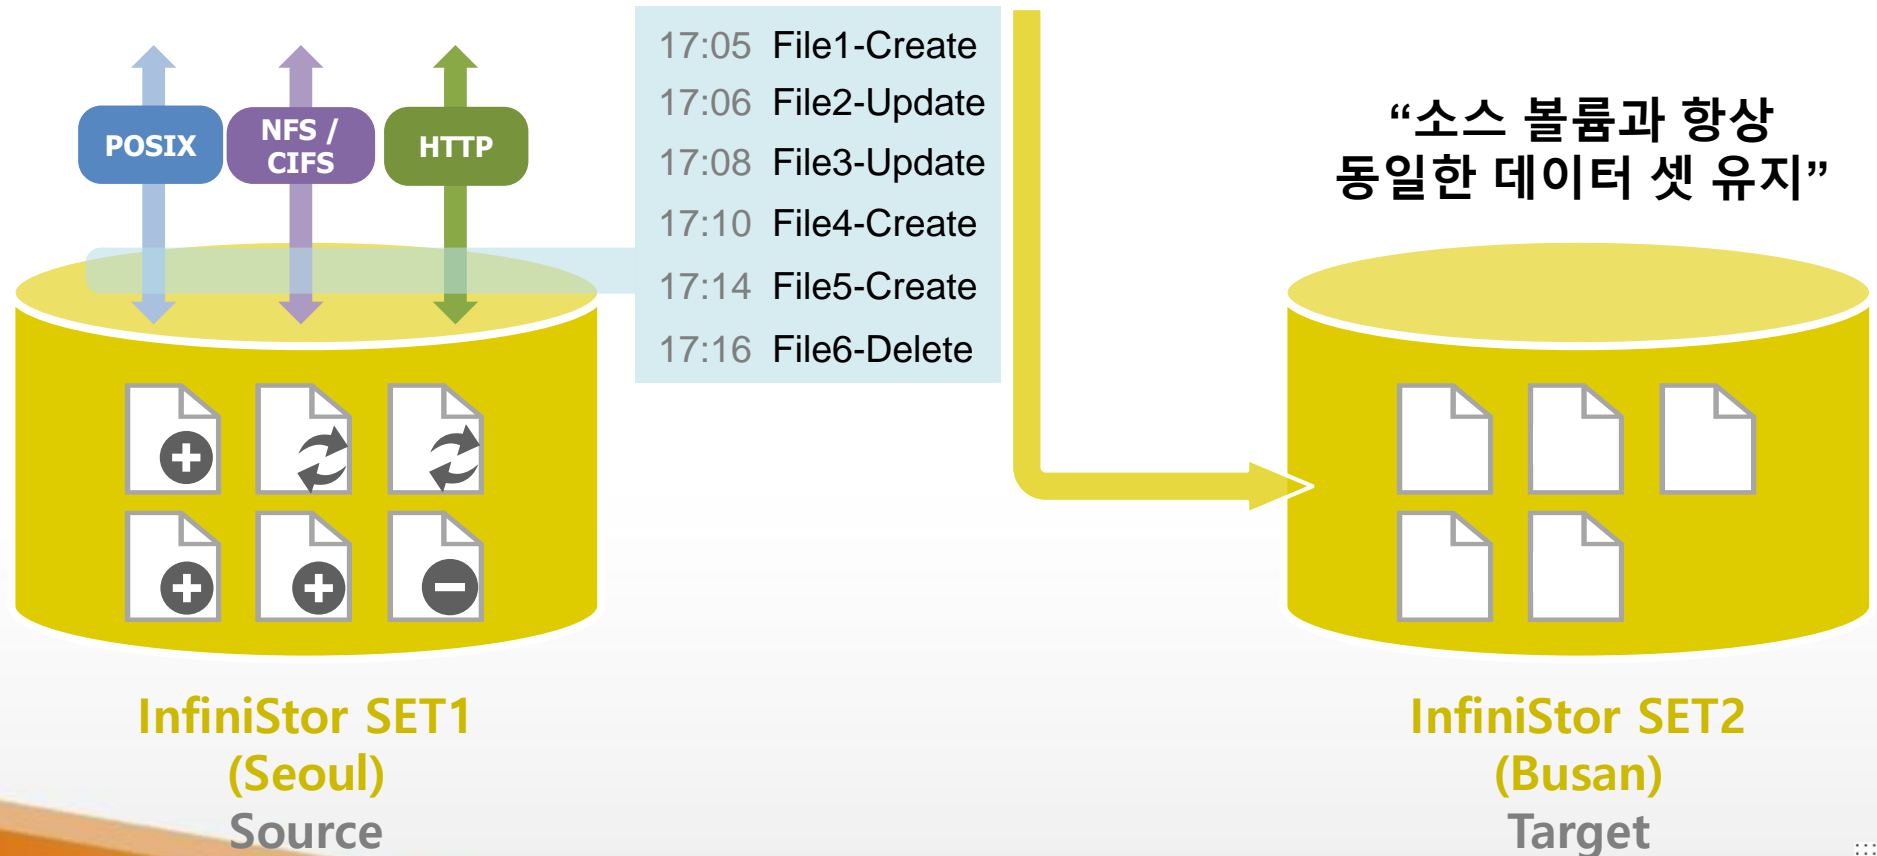 17:05 File1-Create
17:06 File2-Update
17:08 File3-Update
17:10 File4-Create
17:14 File5-Create
17:16 File6-Delete
POSIX
NFS /
CIFS
HTTP
“소스 볼륨과 항상
동일한 데이터 셋 유지”
InfiniStor SET1
(Seoul)
Source
InfiniStor SET2
(Busan)
Target